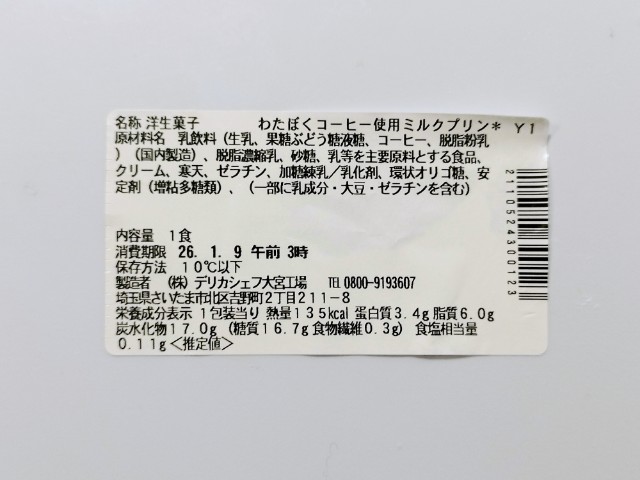 名称 洋生菓子 わたぼくコーヒー使用ミルクプリン* Y1
原材料名 乳飲料（生乳、果糖ぶどう糖液糖、コーヒー、脱脂粉乳
）（国内製造）、脱脂濃縮乳、砂糖、乳等を主要原料とする食品、
クリーム、寒天、ゼラチン、加糖練乳／乳化剤、環状オリゴ糖、安
定剤（増粘多糖類）、（一部に乳成分・大豆・ゼラチンを含む）
内容量 1食
消費期限 26. 1. 9 午前 3時
保存方法 10℃以下
製造者 （株）デリカシェフ大宮工場 TEL 0800-9193607
埼玉県さいたま市北区吉野町2丁目211-8
栄養成分表示 1包装当り 熱量135kcal 蛋白質3.4g 脂質6.0g
炭水化物17.0g（糖質16.7g 食物繊維0.3g） 食塩相当量
0.11g<推定値>
2110524300123